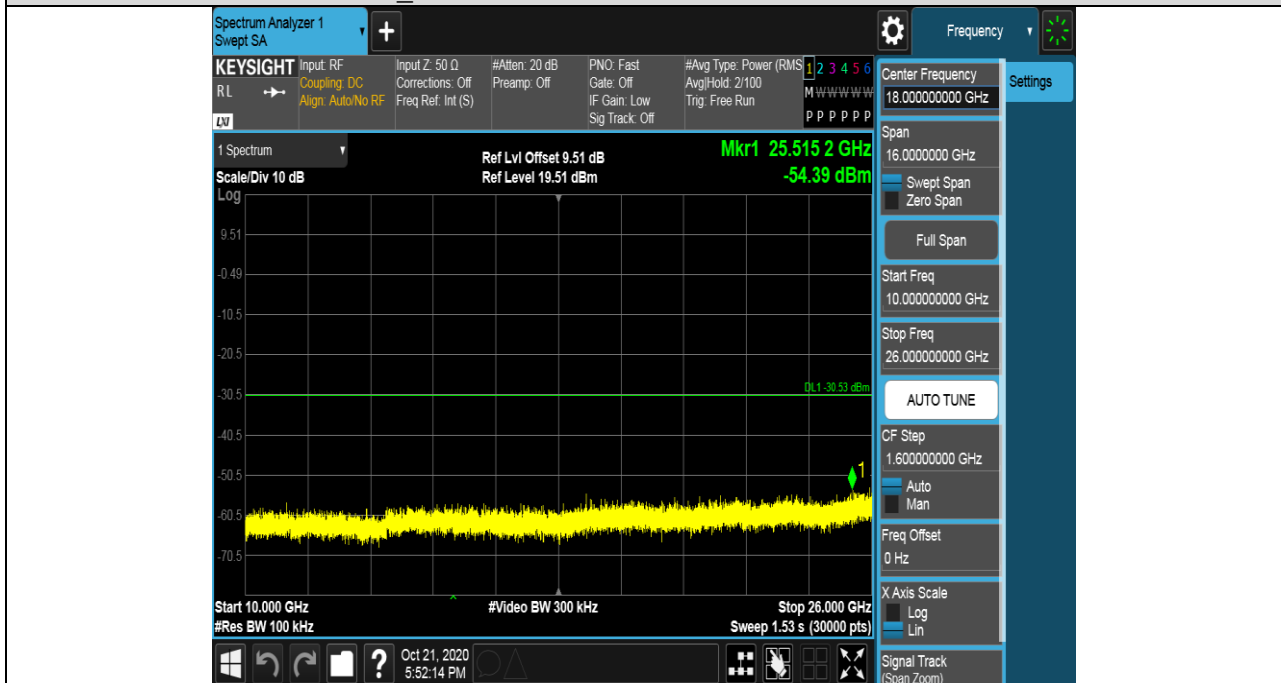 Spectrum Analyzer 1
Swept SA
+
Frequency
KEYSIGHT
RL
LXI
Input: RF
Coupling: DC
Align: Auto/No RF
Input Z: 50 Ω
Corrections: Off
Freq Ref: Int (S)
#Atten: 20 dB
Preamp: Off
PNO: Fast
Gate: Off
IF Gain: Low
Sig Track: Off
#Avg Type: Power (RMS
Avg|Hold: 2/100
Trig: Free Run
1 2 3 4 5 6
M W W W W W
P P P P P P
1 Spectrum
Scale/Div 10 dB
Log
Ref Lvl Offset 9.51 dB
Ref Level 19.51 dBm
Mkr1 25.515 2 GHz
-54.39 dBm
9.51
-0.49
-10.5
-20.5
-30.5
DL1 -30.53 dBm
-40.5
-50.5
1
-60.5
-70.5
Start 10.000 GHz
#Video BW 300 kHz
Stop 26.000 GHz
#Res BW 100 kHz
Sweep 1.53 s (30000 pts)
?
Oct 21, 2020
5:52:14 PM
Center Frequency
18.000000000 GHz
Settings
Span
16.0000000 GHz
Swept Span
Zero Span
Full Span
Start Freq
10.000000000 GHz
Stop Freq
26.000000000 GHz
AUTO TUNE
CF Step
1.600000000 GHz
Auto
Man
Freq Offset
0 Hz
X Axis Scale
Log
Lin
Signal Track
(Span Zoom)